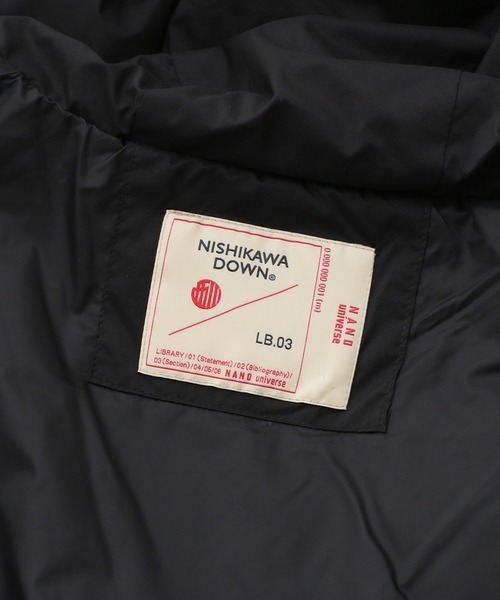 NISHIKAWA
DOWN®
LB.03
LIBRARY/01(Statement)/02(Bibliography)/
03(Section)/04/05/06 NANO universe
0.000 000 001 (m)
NANO
universe